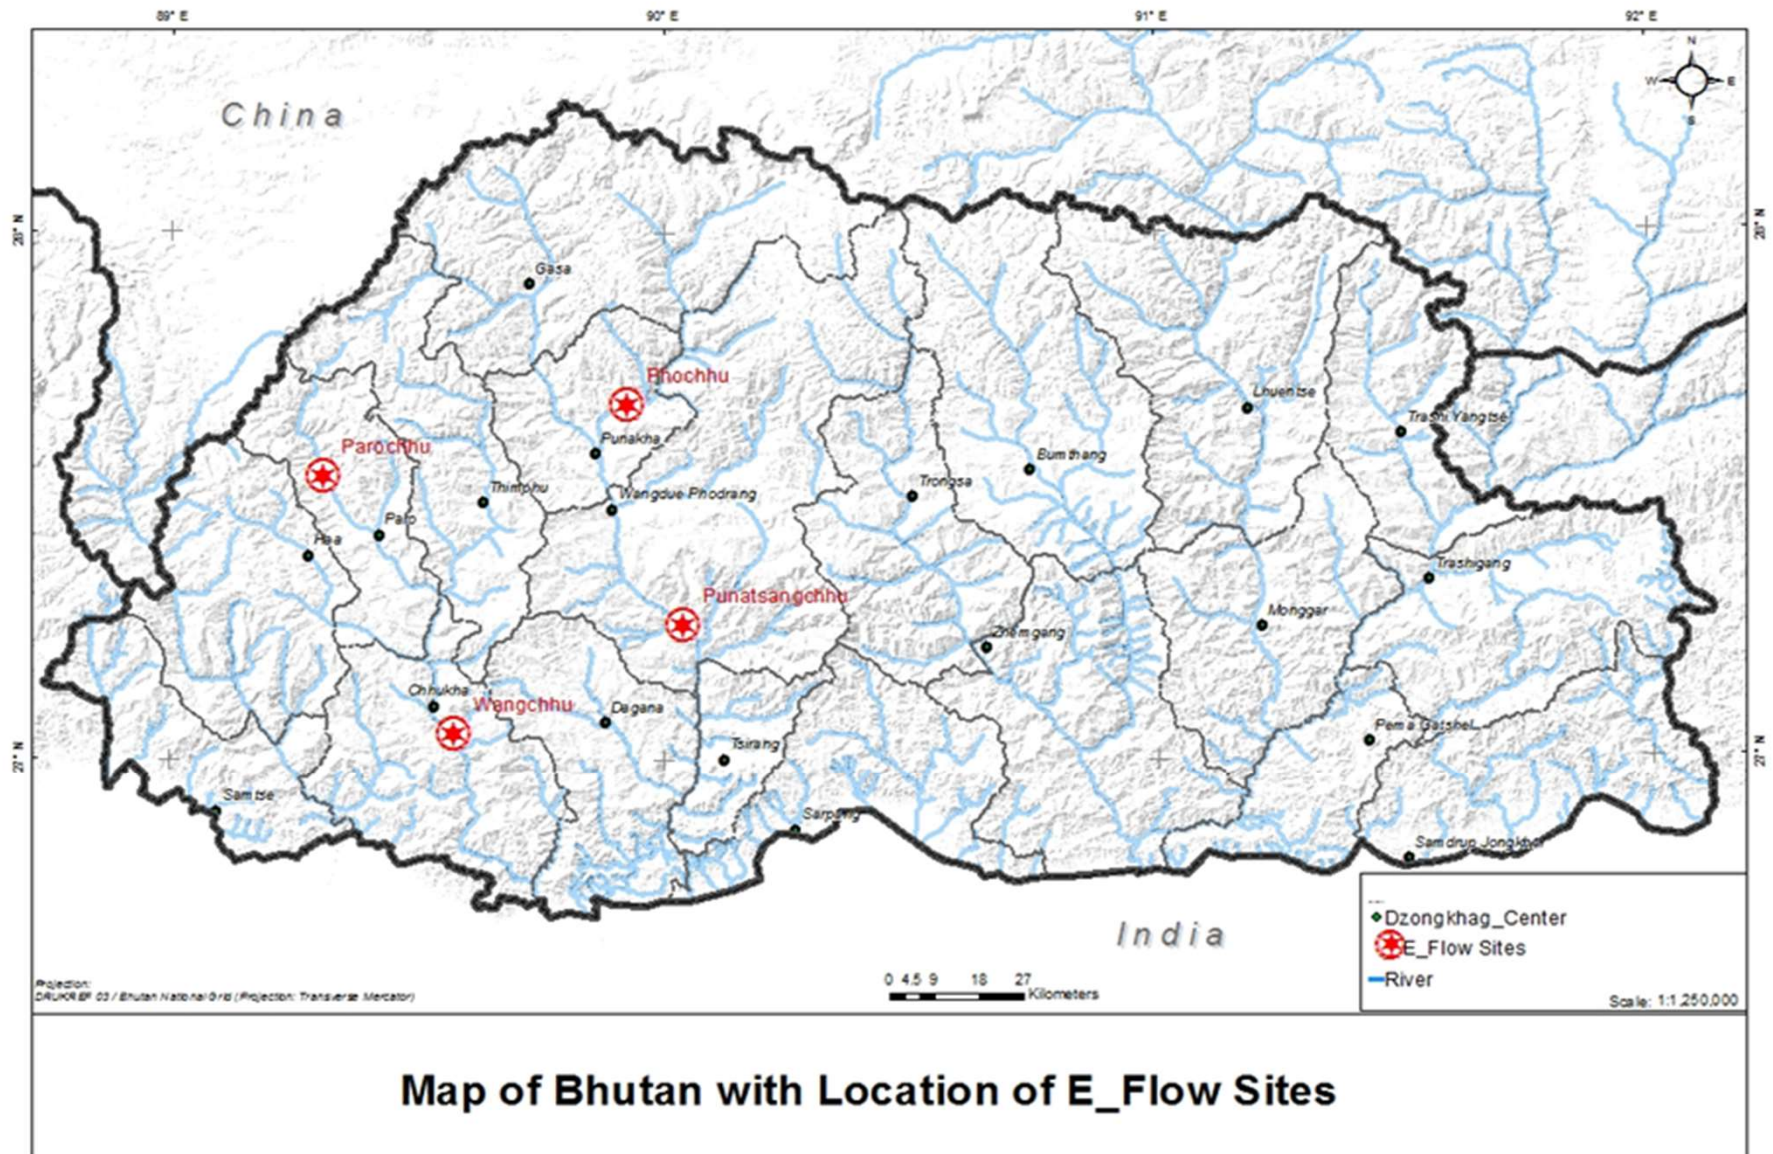 89° E 90° E 91° E 92° E
N
W E
S
China
28° N
28° N
Gasa
Phochhu
Lhuentse
Trashi Yangtse
Punakha
Parochhu
Bumthang
Trongsa
Thimphu
Wangdue Phodrang
Paro
Haa
Trashigang
Punatsangchhu
Monggar
Zhemgang
Chhukha
Wangchhu
Dagana
Pema Gatshel
Tsirang
27° N
27° N
Samtse
Sarpang
Samdrup Jongkhar
India
Dzongkhag_Center
E_Flow Sites
River
Scale: 1:1,250,000
0 4.5 9 18 27
Kilometers
Projection:
DRUKREF 03 / Bhutan National Grid (Projection: Transverse Mercator)
Map of Bhutan with Location of E_Flow Sites